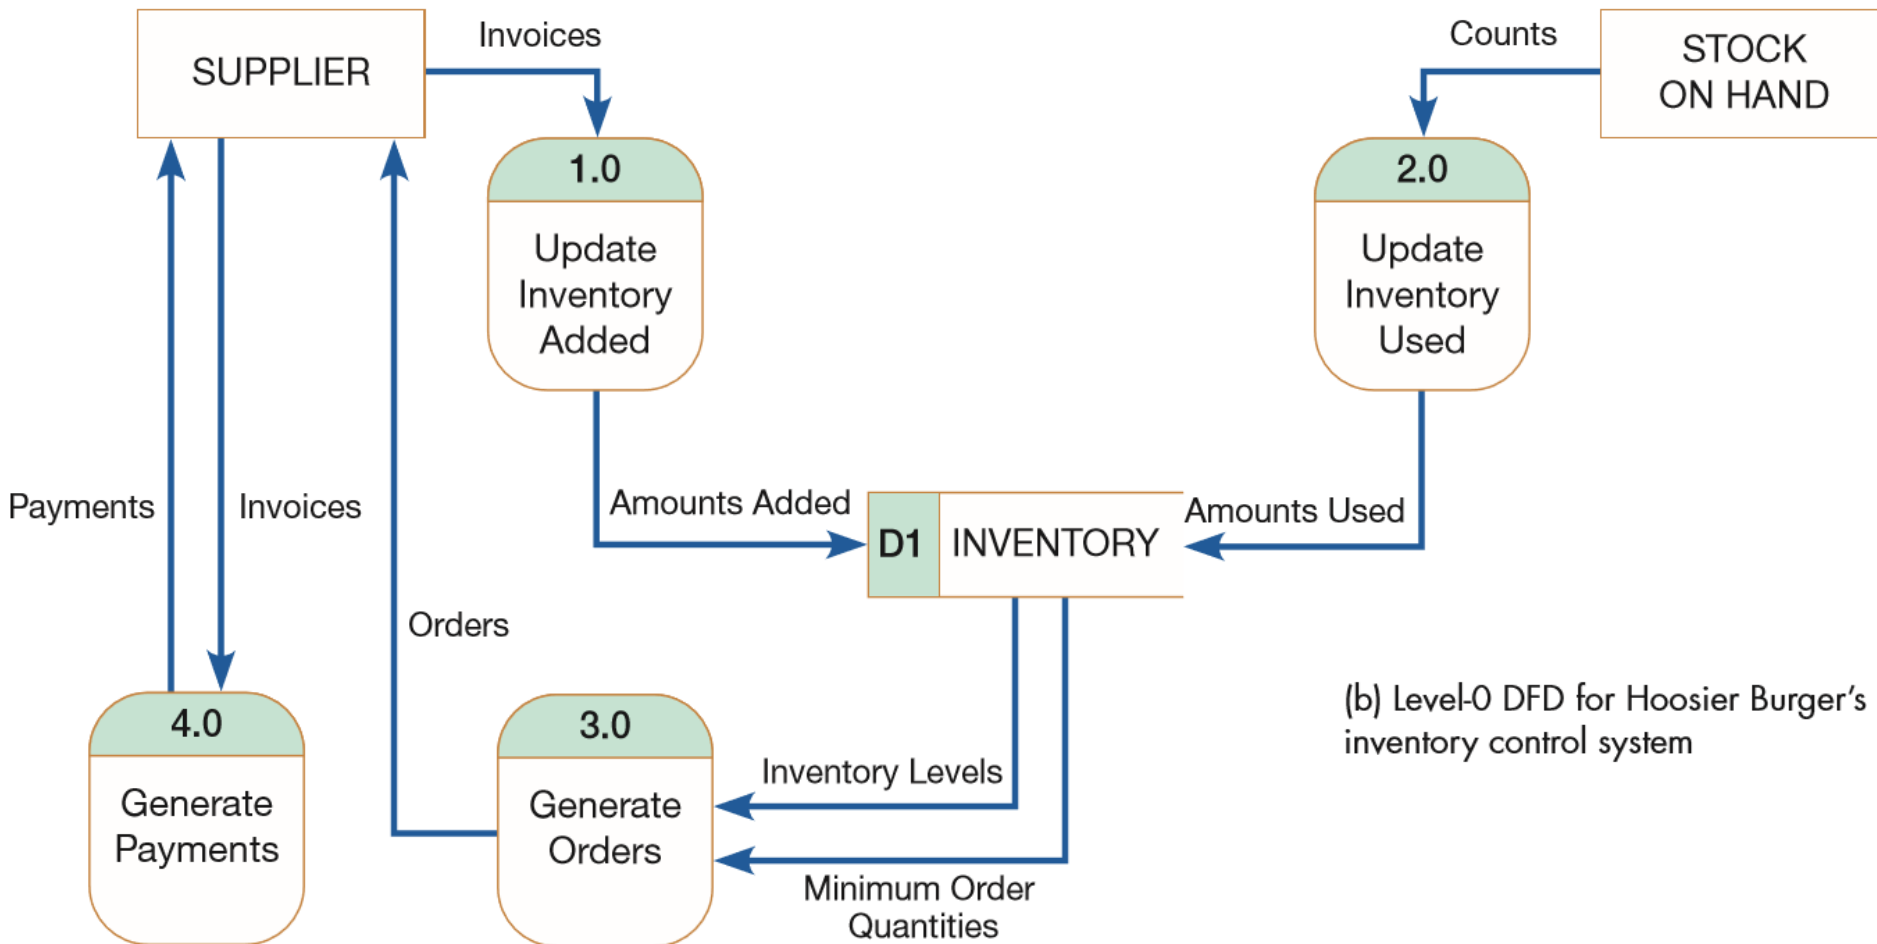 SUPPLIER
Invoices
Counts
STOCK
ON HAND
1.0
Update
Inventory
Added
2.0
Update
Inventory
Used
Payments
Invoices
Amounts Added
D1 INVENTORY
Amounts Used
Orders
4.0
Generate
Payments
3.0
Generate
Orders
Inventory Levels
Minimum Order
Quantities
(b) Level-0 DFD for Hoosier Burger’s
inventory control system